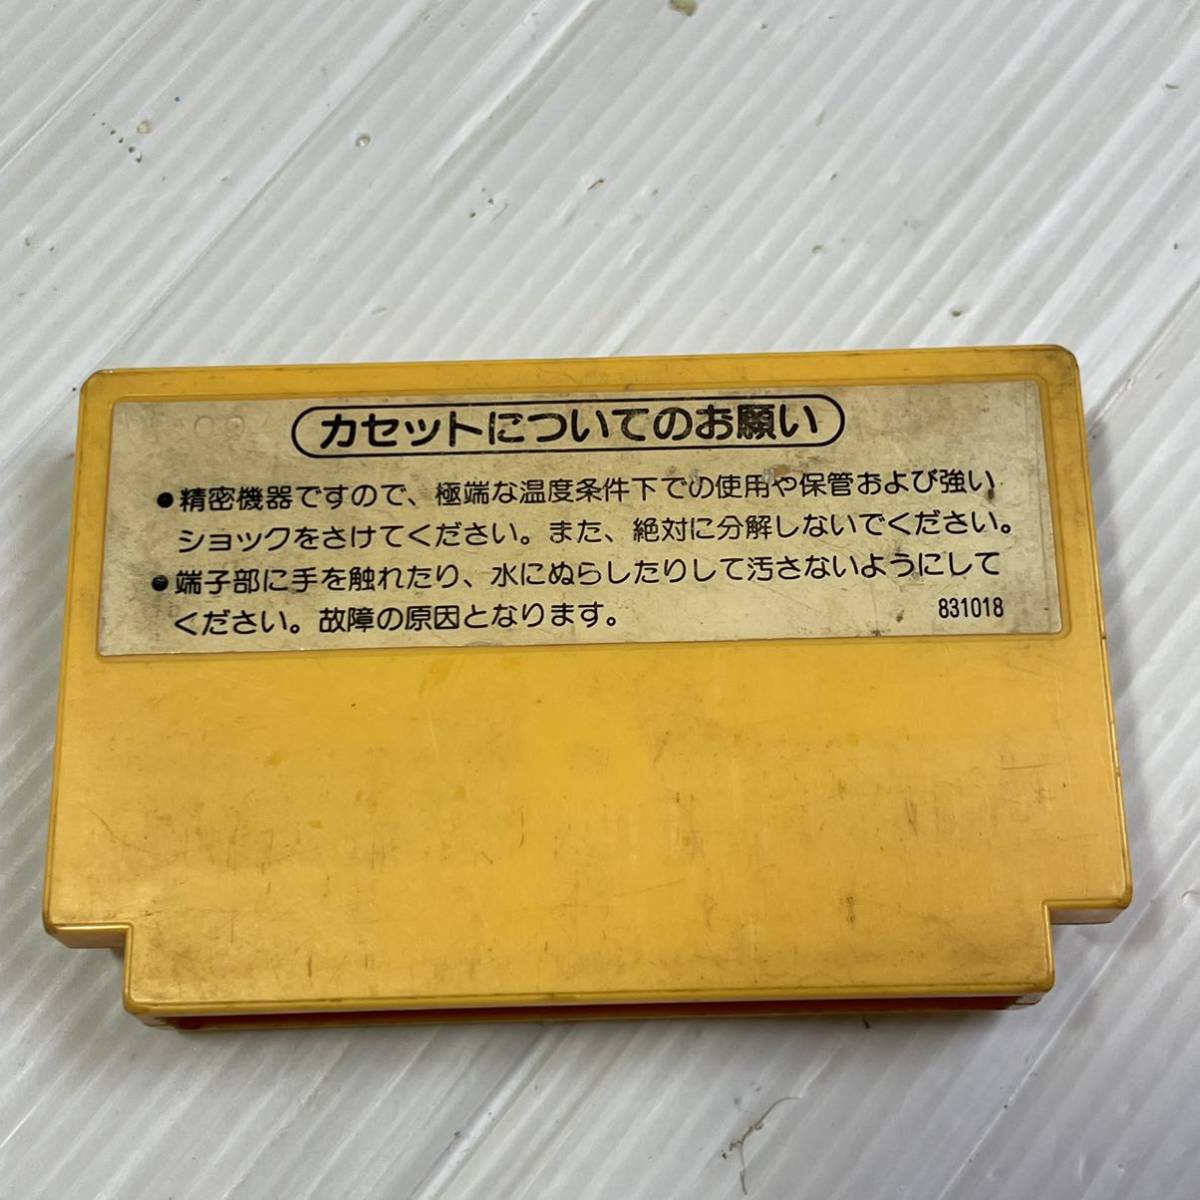 カセットについてのお願い
●精密機器ですので、極端な温度条件下での使用や保管および強い
ショックをさけてください。また、絶対に分解しないでください。
●端子部に手を触れたり、水にぬらしたりして汚さないようにして
ください。故障の原因となります。
831018